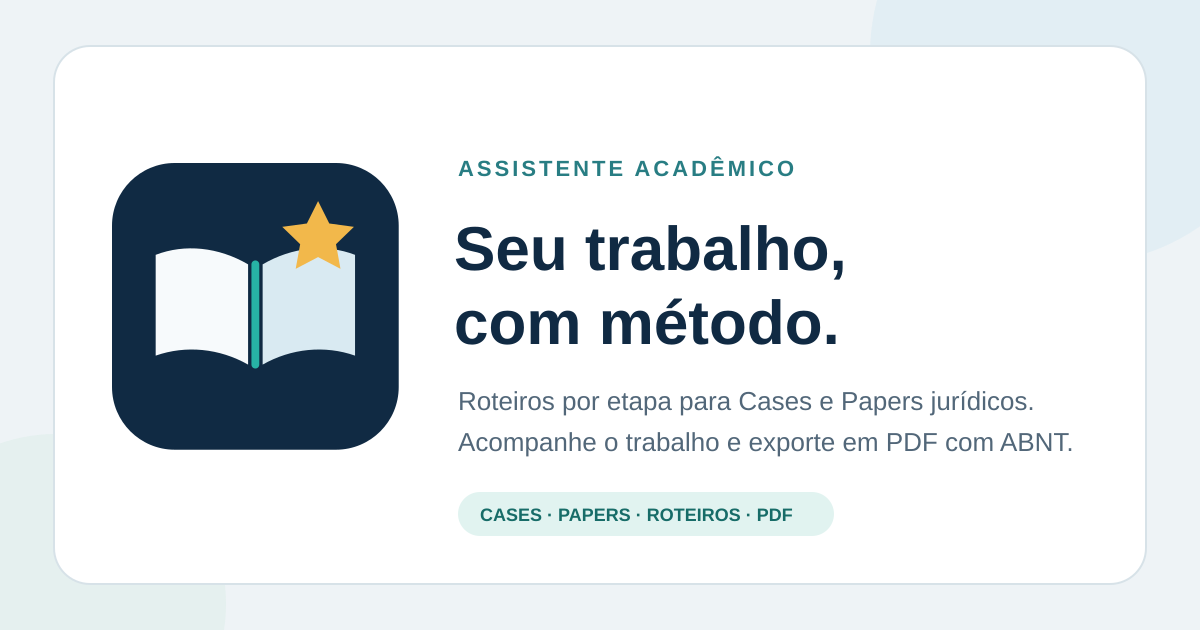 ASSISTENTE ACADÊMICO
Seu trabalho,
com método.
Roteiros por etapa para Cases e Papers jurídicos.
Acompanhe o trabalho e exporte em PDF com ABNT.
CASES · PAPERS · ROTEIROS · PDF